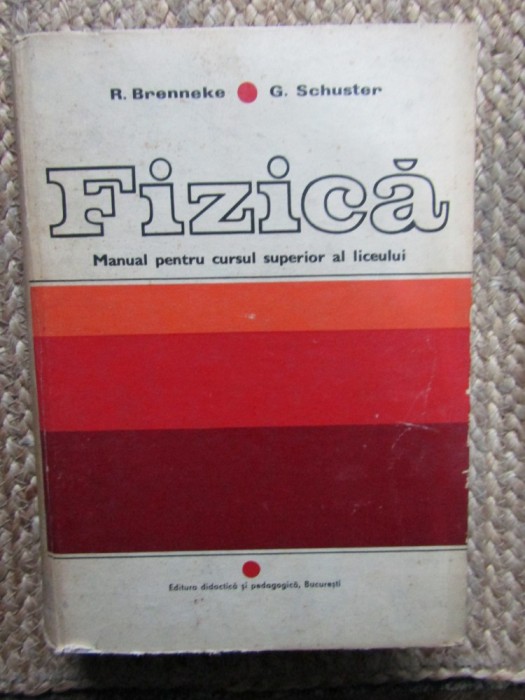 R. Brenneke ● G. Schuster
Fizică
Manual pentru cursul superior al liceului
Editura didactică și pedagogică, București